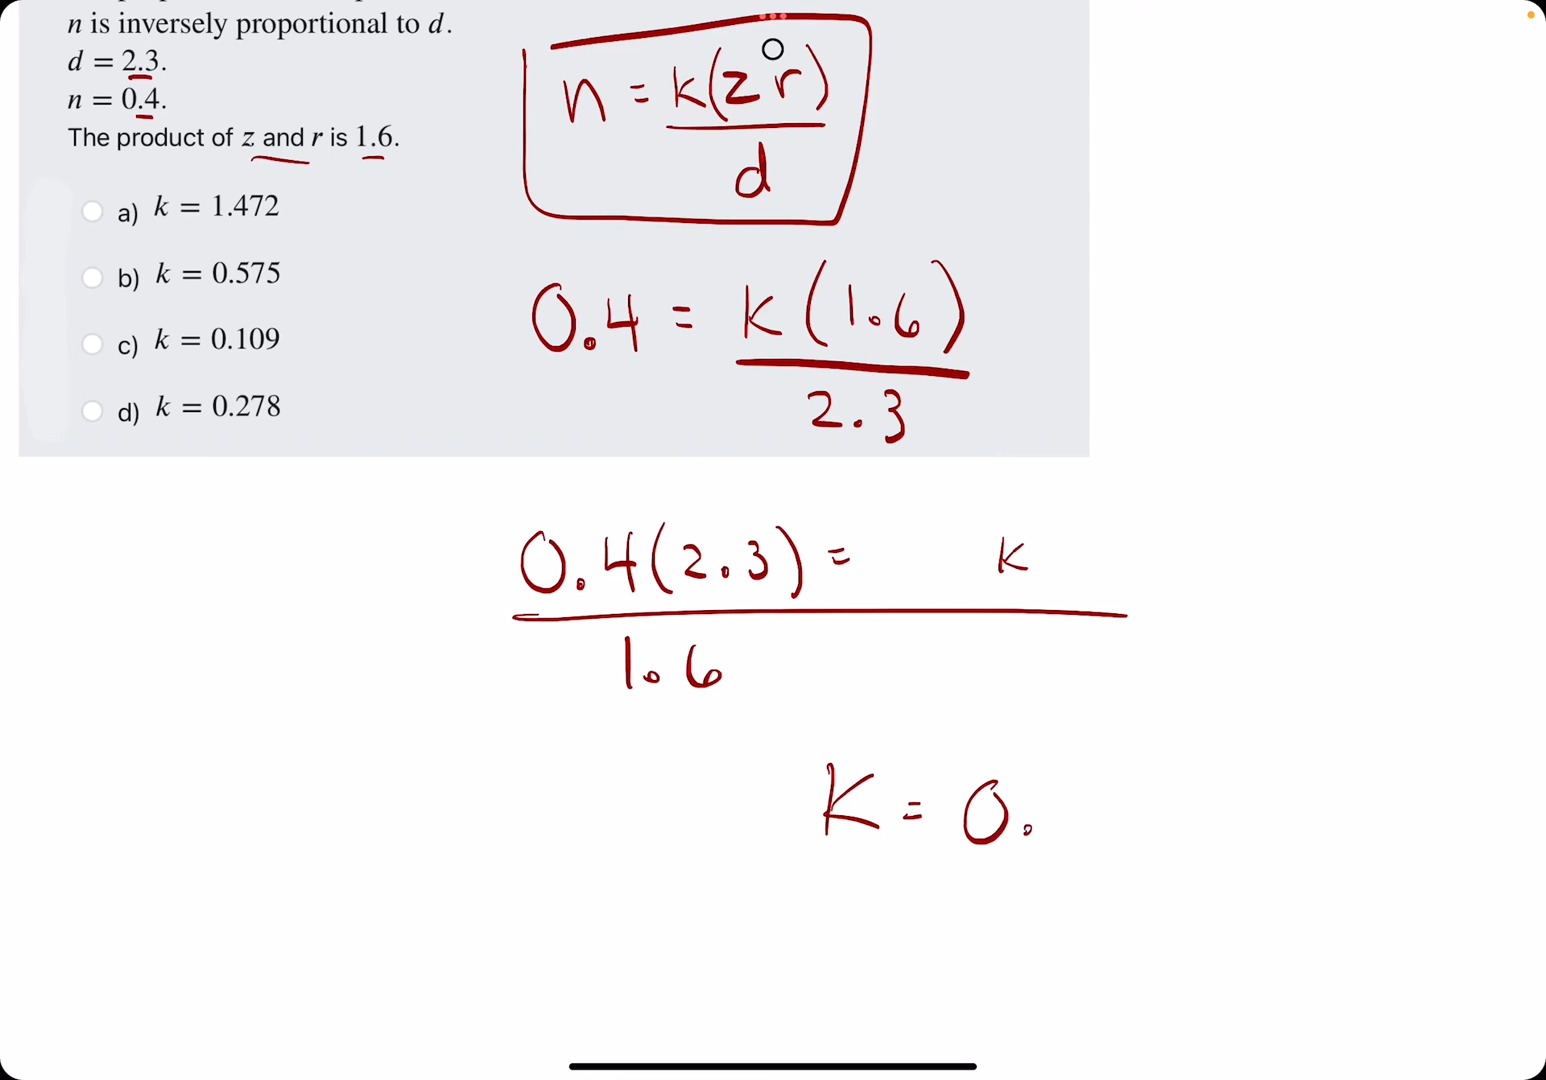 n is inversely proportional to d.
d = 2.3.
n = 0.4.
The product of z and r is 1.6.
a) k = 1.472
b) k = 0.575
c) k = 0.109
d) k = 0.278
n = k(z r)
d
0.4 = k(1.6)
2.3
0.4(2.3) = k
1.6
K = 0.